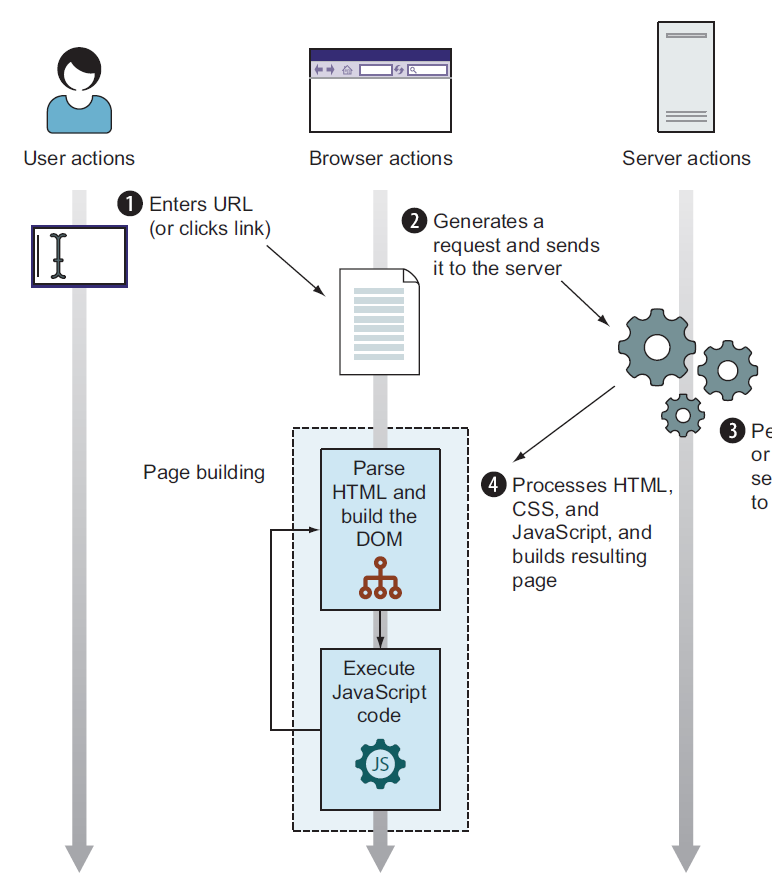 User actions
Browser actions
Server actions
1 Enters URL
(or clicks link)
2 Generates a
request and sends
it to the server
3
or
to
Page building
Parse
HTML and
build the
DOM
4 Processes HTML,
CSS, and
JavaScript, and
builds resulting
page
Execute
JavaScript
code
JS